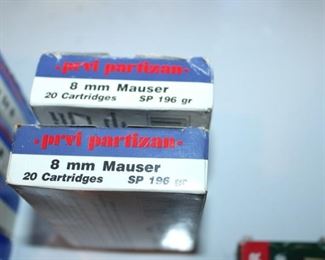 -prvi partizan-
8 mm Mauser
20 Cartridges SP 196 gr
-prvi partizan-
8 mm Mauser
20 Cartridges SP 196 gr